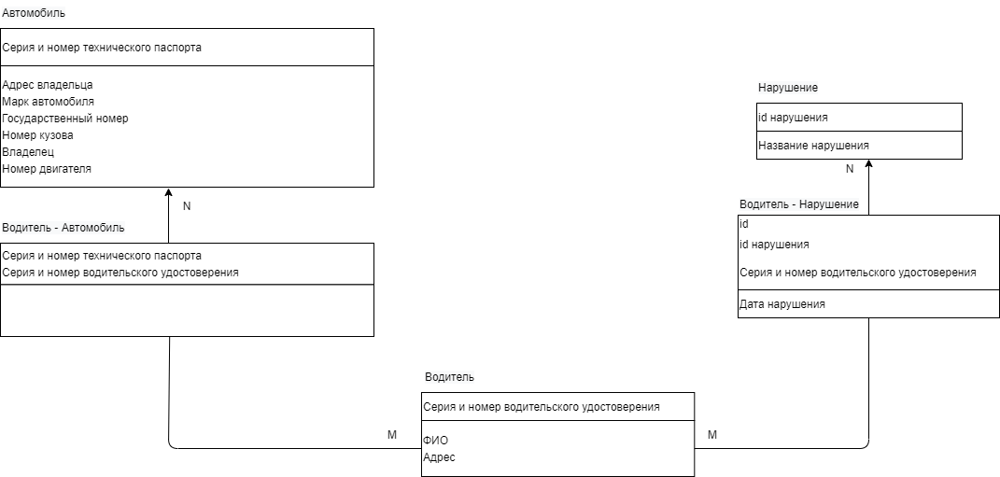 Автомобиль
Серия и номер технического паспорта
Адрес владельца
Марк автомобиля
Государственный номер
Номер кузова
Владелец
Номер двигателя
N
Водитель - Автомобиль
Серия и номер технического паспорта
Серия и номер водительского удостоверения
Нарушение
id нарушения
Название нарушения
N
Водитель - Нарушение
id
id нарушения
Серия и номер водительского удостоверения
Дата нарушения
Водитель
Серия и номер водительского удостоверения
M
ФИО
Адрес
M